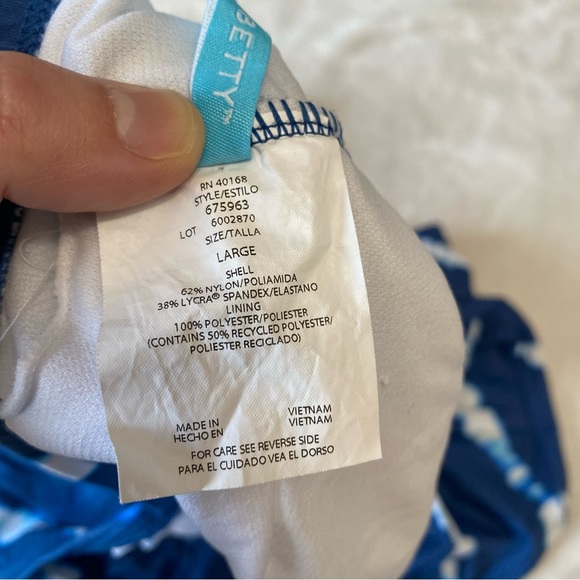 BETTY™
RN 40168
STYLE/ESTILO
675963
LOT 6002870
SIZE/TALLA
LARGE
SHELL
62% NYLON/POLIAMIDA
38% LYCRA® SPANDEX/ELASTANO
LINING
100% POLYESTER/POLIESTER
(CONTAINS 50% RECYCLED POLYESTER/
POLIESTER RECICLADO)
MADE IN VIETNAM
HECHO EN VIETNAM
FOR CARE SEE REVERSE SIDE
PARA EL CUIDADO VEA EL DORSO